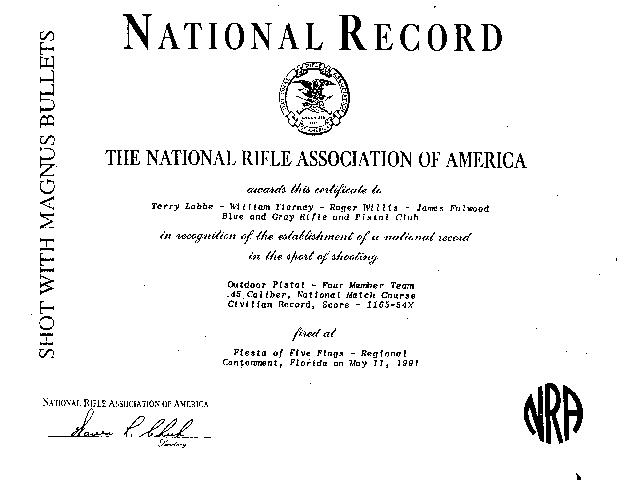 NATIONAL RECORD
THE NATIONAL RIFLE ASSOCIATION OF AMERICA
awards this certificate to
Terry Labbe - William Tierney - Roger Willis - James Fulwood
Blue and Gray Rifle and Pistol Club
in recognition of the establishment of a national record
in the sport of shooting
Outdoor Pistol - Four Member Team
.45 Caliber, National Match Course
Civilian Record, Score - 1165-54X
fired at
Fiesta of Five Flags - Regional
Cantonment, Florida on May 11, 1991
NATIONAL RIFLE ASSOCIATION OF AMERICA
Secretary
NRA
SHOT WITH MAGNUS BULLETS